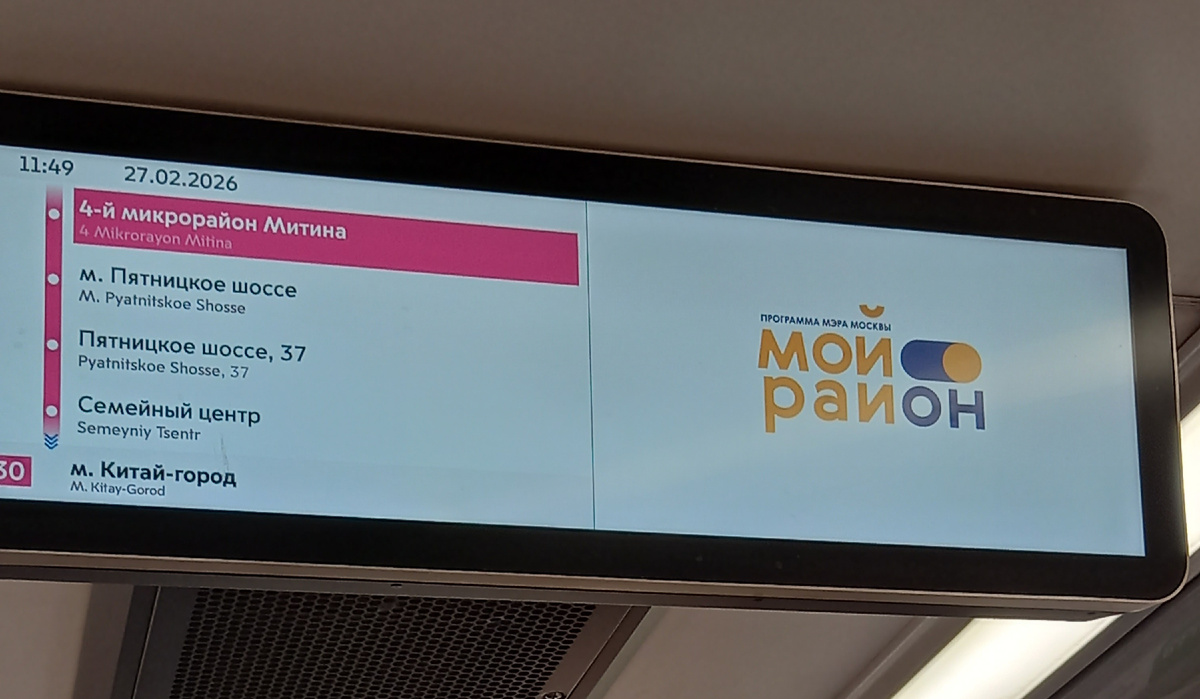 11:49 27.02.2026
4-й микрорайон Митина
4 Mikrorayon Mitina
м. Пятницкое шоссе
M. Pyatnitskoe Shosse
Пятницкое шоссе, 37
Pyatnitskoe Shosse, 37
Семейный центр
Semeyniy Tsentr
м. Китай-город
M. Kitay-Gorod
ПРОГРАММА МЭРА МОСКВЫ
мой
район